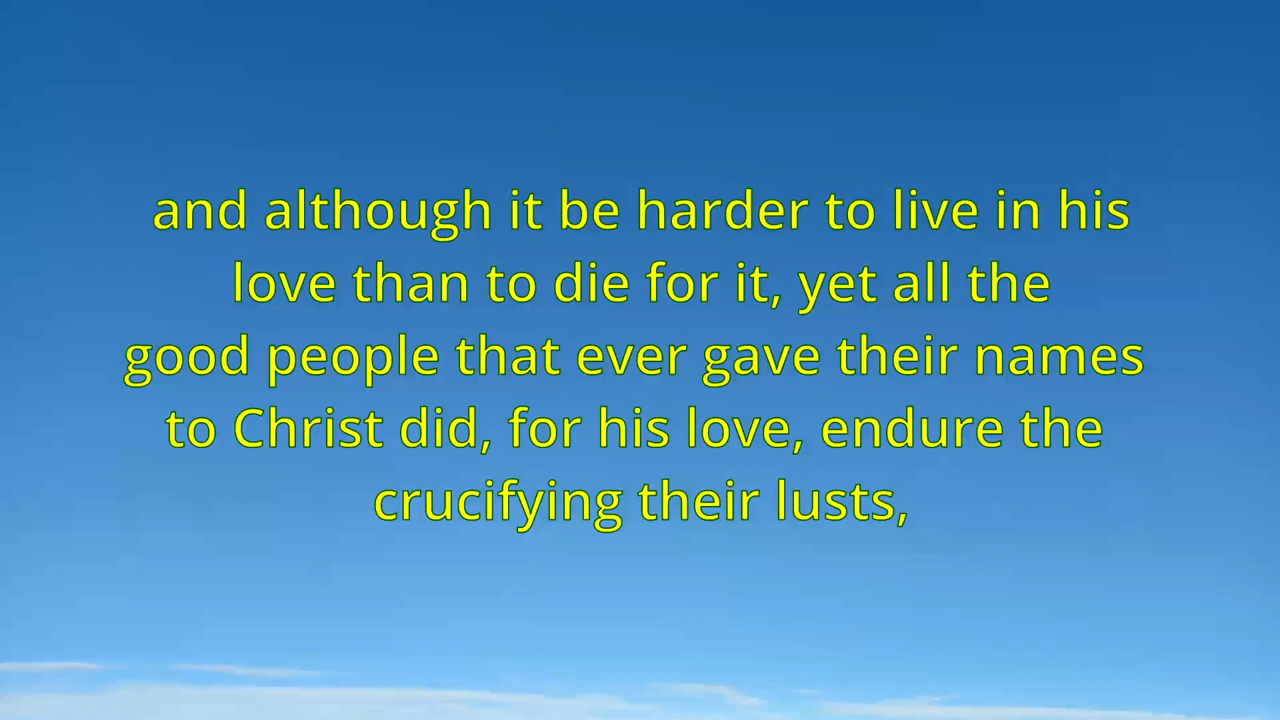 and although it be harder to live in his
love than to die for it, yet all the
good people that ever gave their names
to Christ did, for his love, endure the
crucifying their lusts,